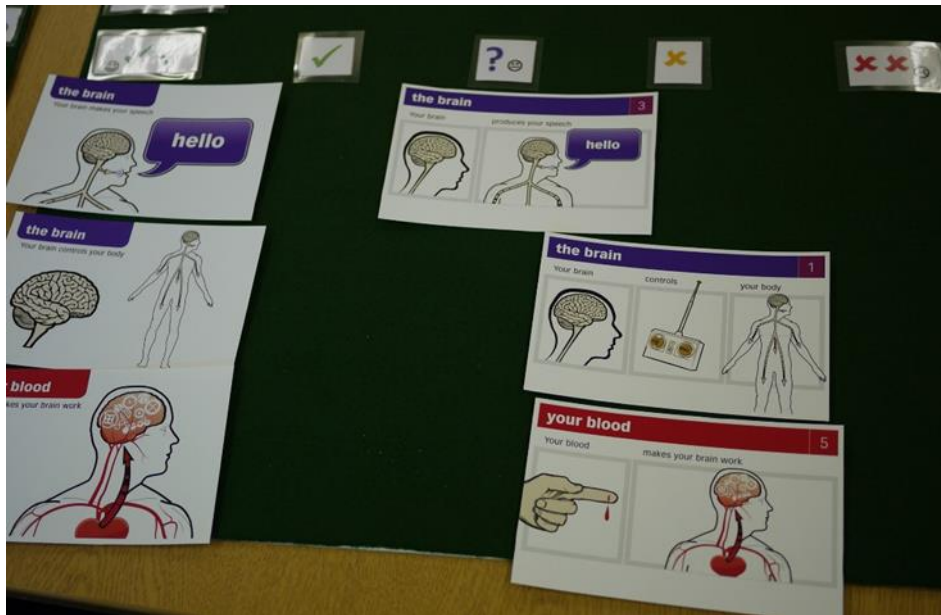 ?
the brain
Your brain makes your speech
hello
the brain 3
Your brain produces your speech
hello
the brain
Your brain controls your body
the brain 1
Your brain controls your body
blood
kes your brain work
your blood 5
Your blood makes your brain work